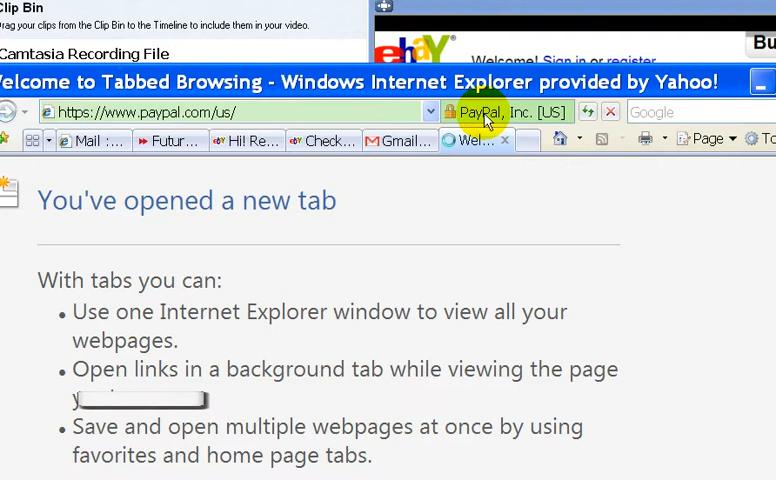 Clip Bin
Drag your clips from the Clip Bin to the Timeline to include them in your video.
Camtasia Recording File
ebay
Welcome! Sign in or register
Bu
Welcome to Tabbed Browsing - Windows Internet Explorer provided by Yahoo!
https://www.paypal.com/us/
PayPal, Inc. [US]
Google
Mail :...
Futur...
Hi! Re...
Check...
Gmail...
Wel...
Page
To
You've opened a new tab
With tabs you can:
• Use one Internet Explorer window to view all your
webpages.
• Open links in a background tab while viewing the page
• Save and open multiple webpages at once by using
favorites and home page tabs.